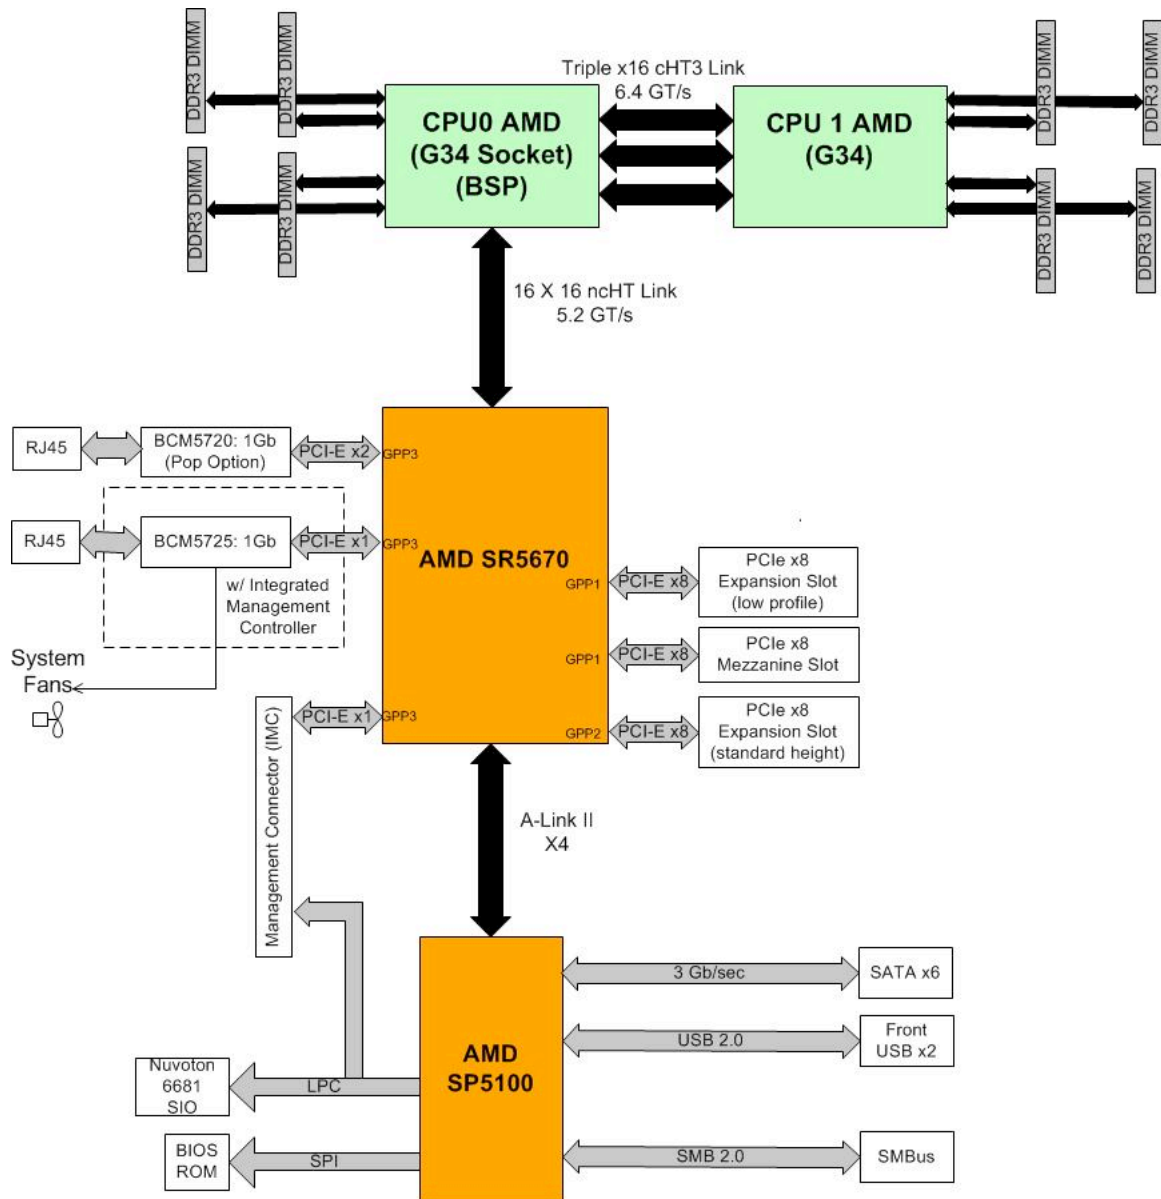 Triple x16 cHT3 Link
6.4 GT/s
DDR3 DIMM
DDR3 DIMM
DDR3 DIMM
DDR3 DIMM
CPU0 AMD
(G34 Socket)
(BSP)
CPU 1 AMD
(G34)
DDR3 DIMM
DDR3 DIMM
DDR3 DIMM
DDR3 DIMM
16 X 16 ncHT Link
5.2 GT/s
RJ45
BCM5720: 1Gb
(Pop Option)
PCI-E x2
GPP3
RJ45
BCM5725: 1Gb
PCI-E x1
GPP3
w/ Integrated
Management
Controller
System
Fans
AMD SR5670
GPP1
PCI-E x8
PCIe x8
Expansion Slot
(low profile)
GPP1
PCI-E x8
PCIe x8
Mezzanine Slot
GPP2
PCI-E x8
PCIe x8
Expansion Slot
(standard height)
PCI-E x1
GPP3
Management Connector (IMC)
A-Link II
X4
AMD
SP5100
3 Gb/sec
SATA x6
USB 2.0
Front
USB x2
SMB 2.0
SMBus
Nuvoton
6681
SIO
LPC
BIOS
ROM
SPI